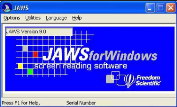 JAWS
Options Utilities Language Help
JAWS Version 9.0
JAWS for Windows
screen reading software
Freedom
Scientific
Press F1 for Help.
Serial Number